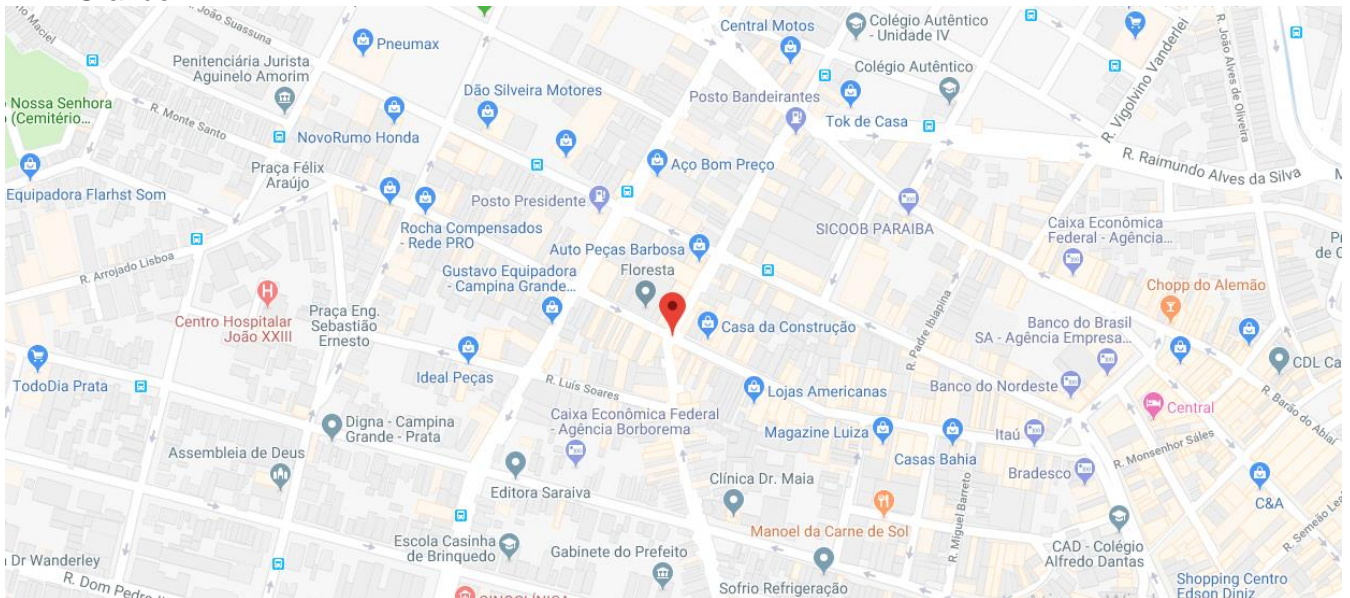 R. João Suassuna
Maciel
Pneumax
Central Motos
Colégio Autêntico
- Unidade IV
R. João Alves de Oliveira
R. Vigolvino Vanderlei
Penitenciária Jurista
Aguinelo Amorim
Colégio Autêntico
Nossa Senhora
(Cemitério...
R. Monte Santo
Dão Silveira Motores
Posto Bandeirantes
Tok de Casa
NovoRumo Honda
R. Raimundo Alves da Silva
Praça Félix
Araújo
Aço Bom Preço
Equipadora Flarhst Som
Posto Presidente
Rocha Compensados
- Rede PRO
SICOOB PARAIBA
Caixa Econômica
Federal - Agência...
Auto Peças Barbosa
R. Arrojado Lisboa
Gustavo Equipadora
- Campina Grande...
Floresta
Chopp do Alemão
Centro Hospitalar
João XXIII
Praça Eng.
Sebastião
Ernesto
Casa da Construção
R. Padre Ibiapina
Banco do Brasil
SA - Agência Empresa...
CDL Ca
TodoDia Prata
Ideal Peças
R. Luís Soares
Lojas Americanas
Banco do Nordeste
R. Barão do Abiaí
Central
Digna - Campina
Grande - Prata
Caixa Econômica Federal
- Agência Borborema
Magazine Luiza
Itaú
Casas Bahia
R. Monsenhor Sáles
Assembleia de Deus
Bradesco
Editora Saraiva
Clínica Dr. Maia
R. Miguel Barreto
C&A
Manoel da Carne de Sol
R. Semeão Lea
Escola Casinha
de Brinquedo
Gabinete do Prefeito
CAD - Colégio
Alfredo Dantas
Dr Wanderley
R. Dom Pedro
Sofrio Refrigeração
Shopping Centro
Edson Diniz